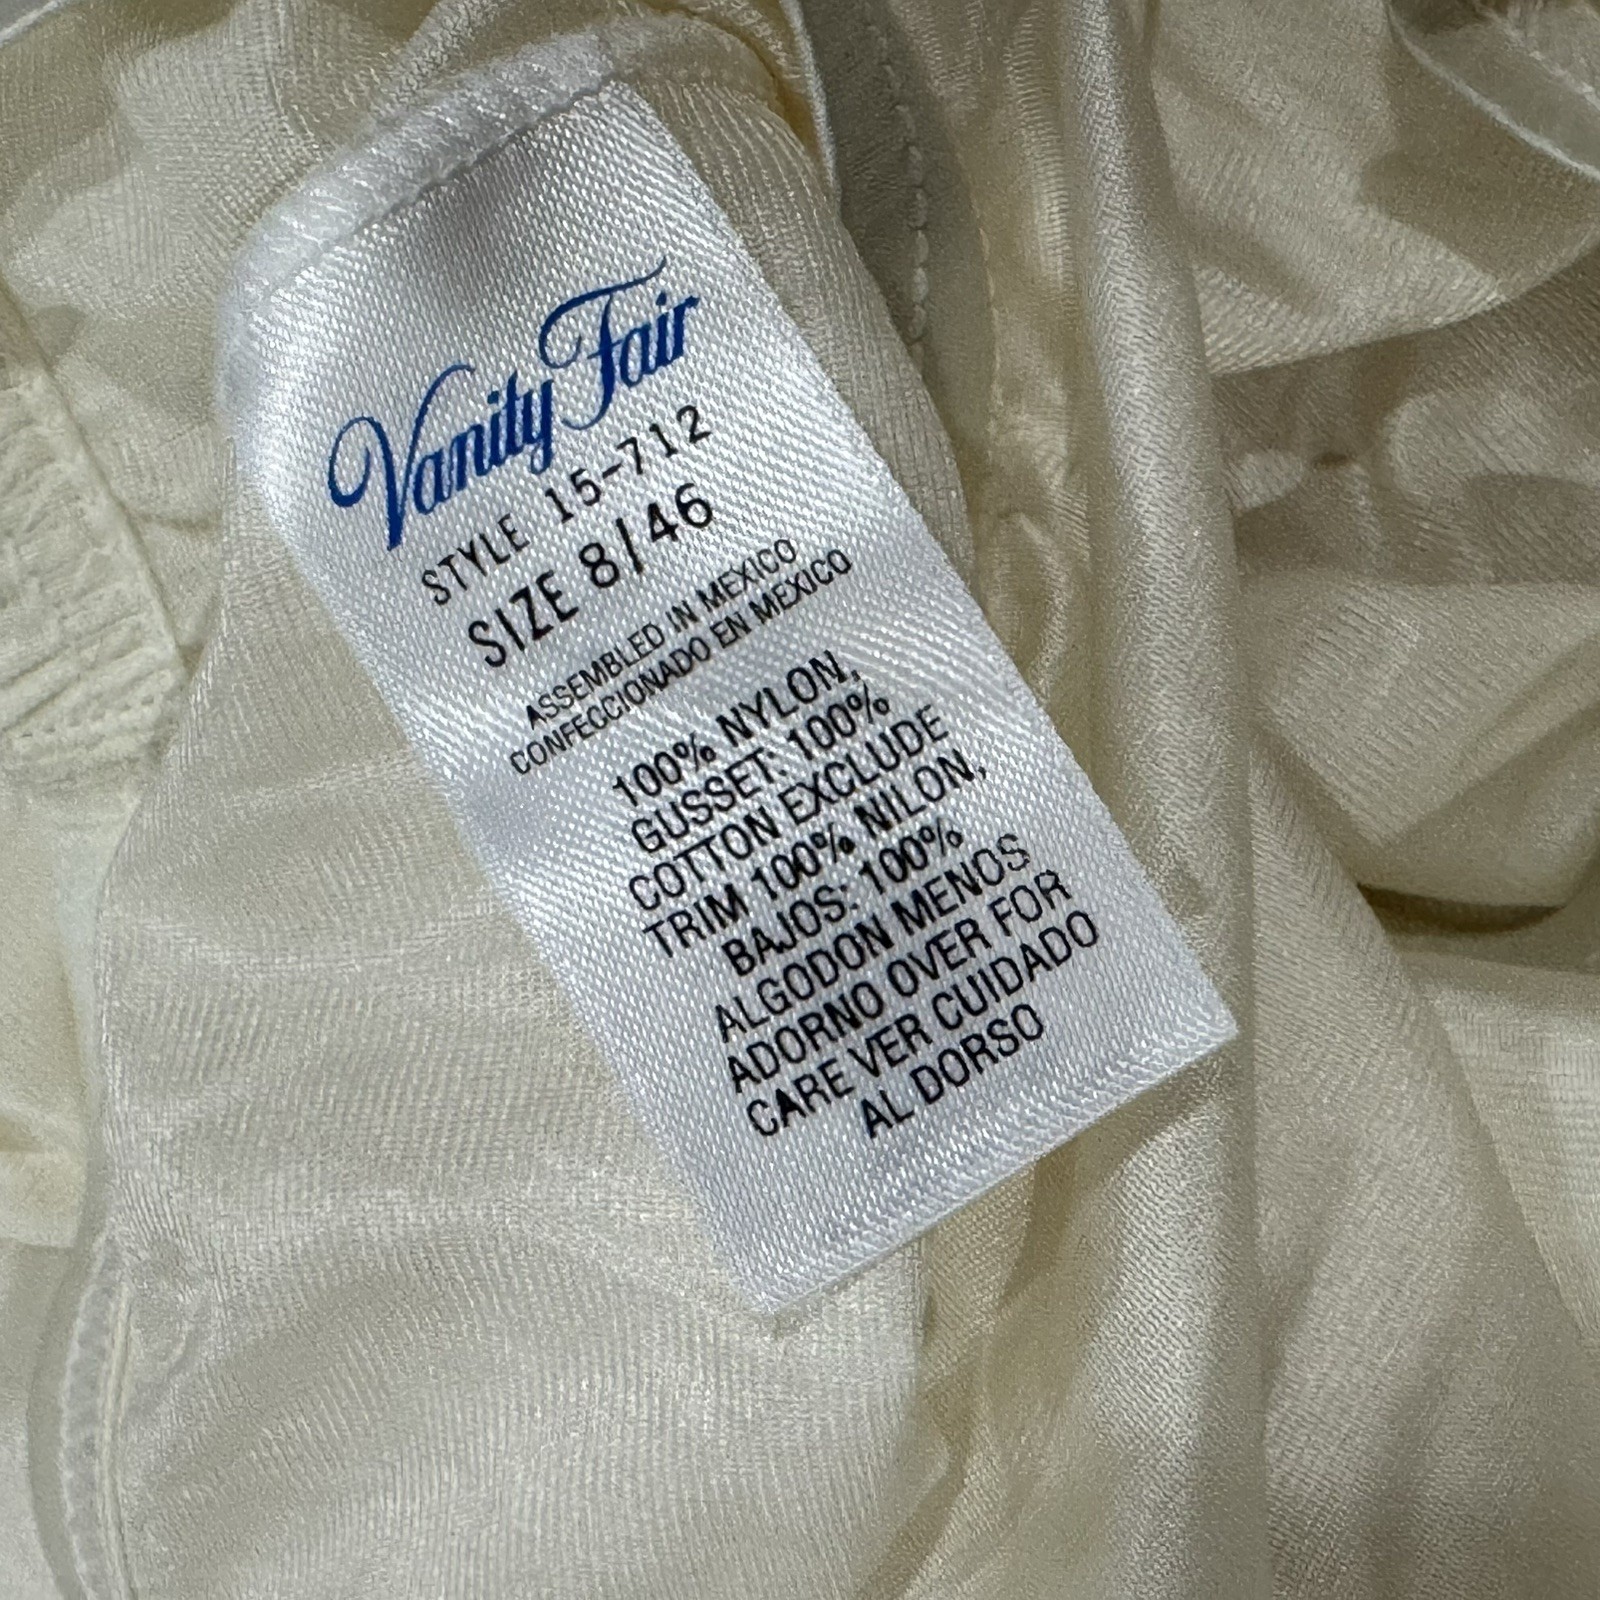 Vanity Fair
STYLE 15-712
SIZE 8/46
ASSEMBLED IN MEXICO
CONFECCIONADO EN MEXICO
100% NYLON,
GUSSET: 100%
COTTON EXCLUDE
TRIM 100% NILON,
BAJOS: 100%
ALGODON MENOS
ADORNO OVER FOR
CARE VER CUIDADO
AL DORSO